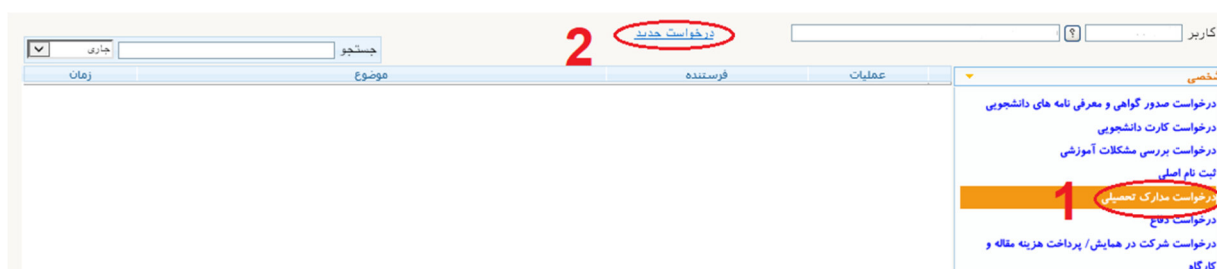 کاربر ؟ درخواست جدید
2
جستجو جاری
شخصی عملیات فرستنده موضوع زمان
درخواست صدور گواهی و معرفی نامه های دانشجویی
درخواست کارت دانشجویی
درخواست بررسی مشکلات آموزشی
ثبت نام اصلی
درخواست مدارک تحصیلی
1
درخواست دفاع
درخواست شرکت در همایش/ پرداخت هزینه مقاله و
کارگاه